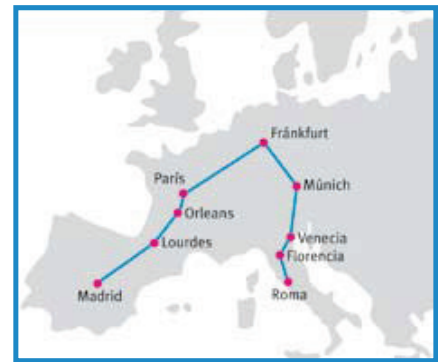 Fránkfurt
París
Múnich
Orleans
Venecia
Lourdes
Florencia
Madrid
Roma